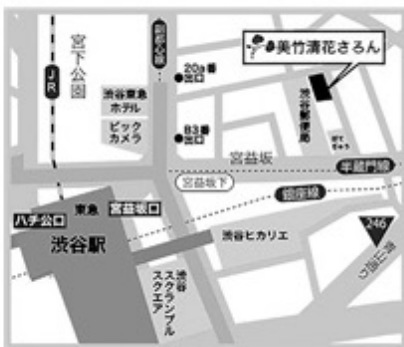 美竹清花さろん
副都心線
宮下公園
JR
20a番
出口
渋谷東急
ホテル
ビック
カメラ
B3番
出口
渋谷郵便局
宮益坂
半蔵門線
宮益坂下
銀座線
ハチ公口
東急
宮益坂口
渋谷駅
渋谷ヒカリエ
246
青山通り
渋谷
スクランブル
スクエア